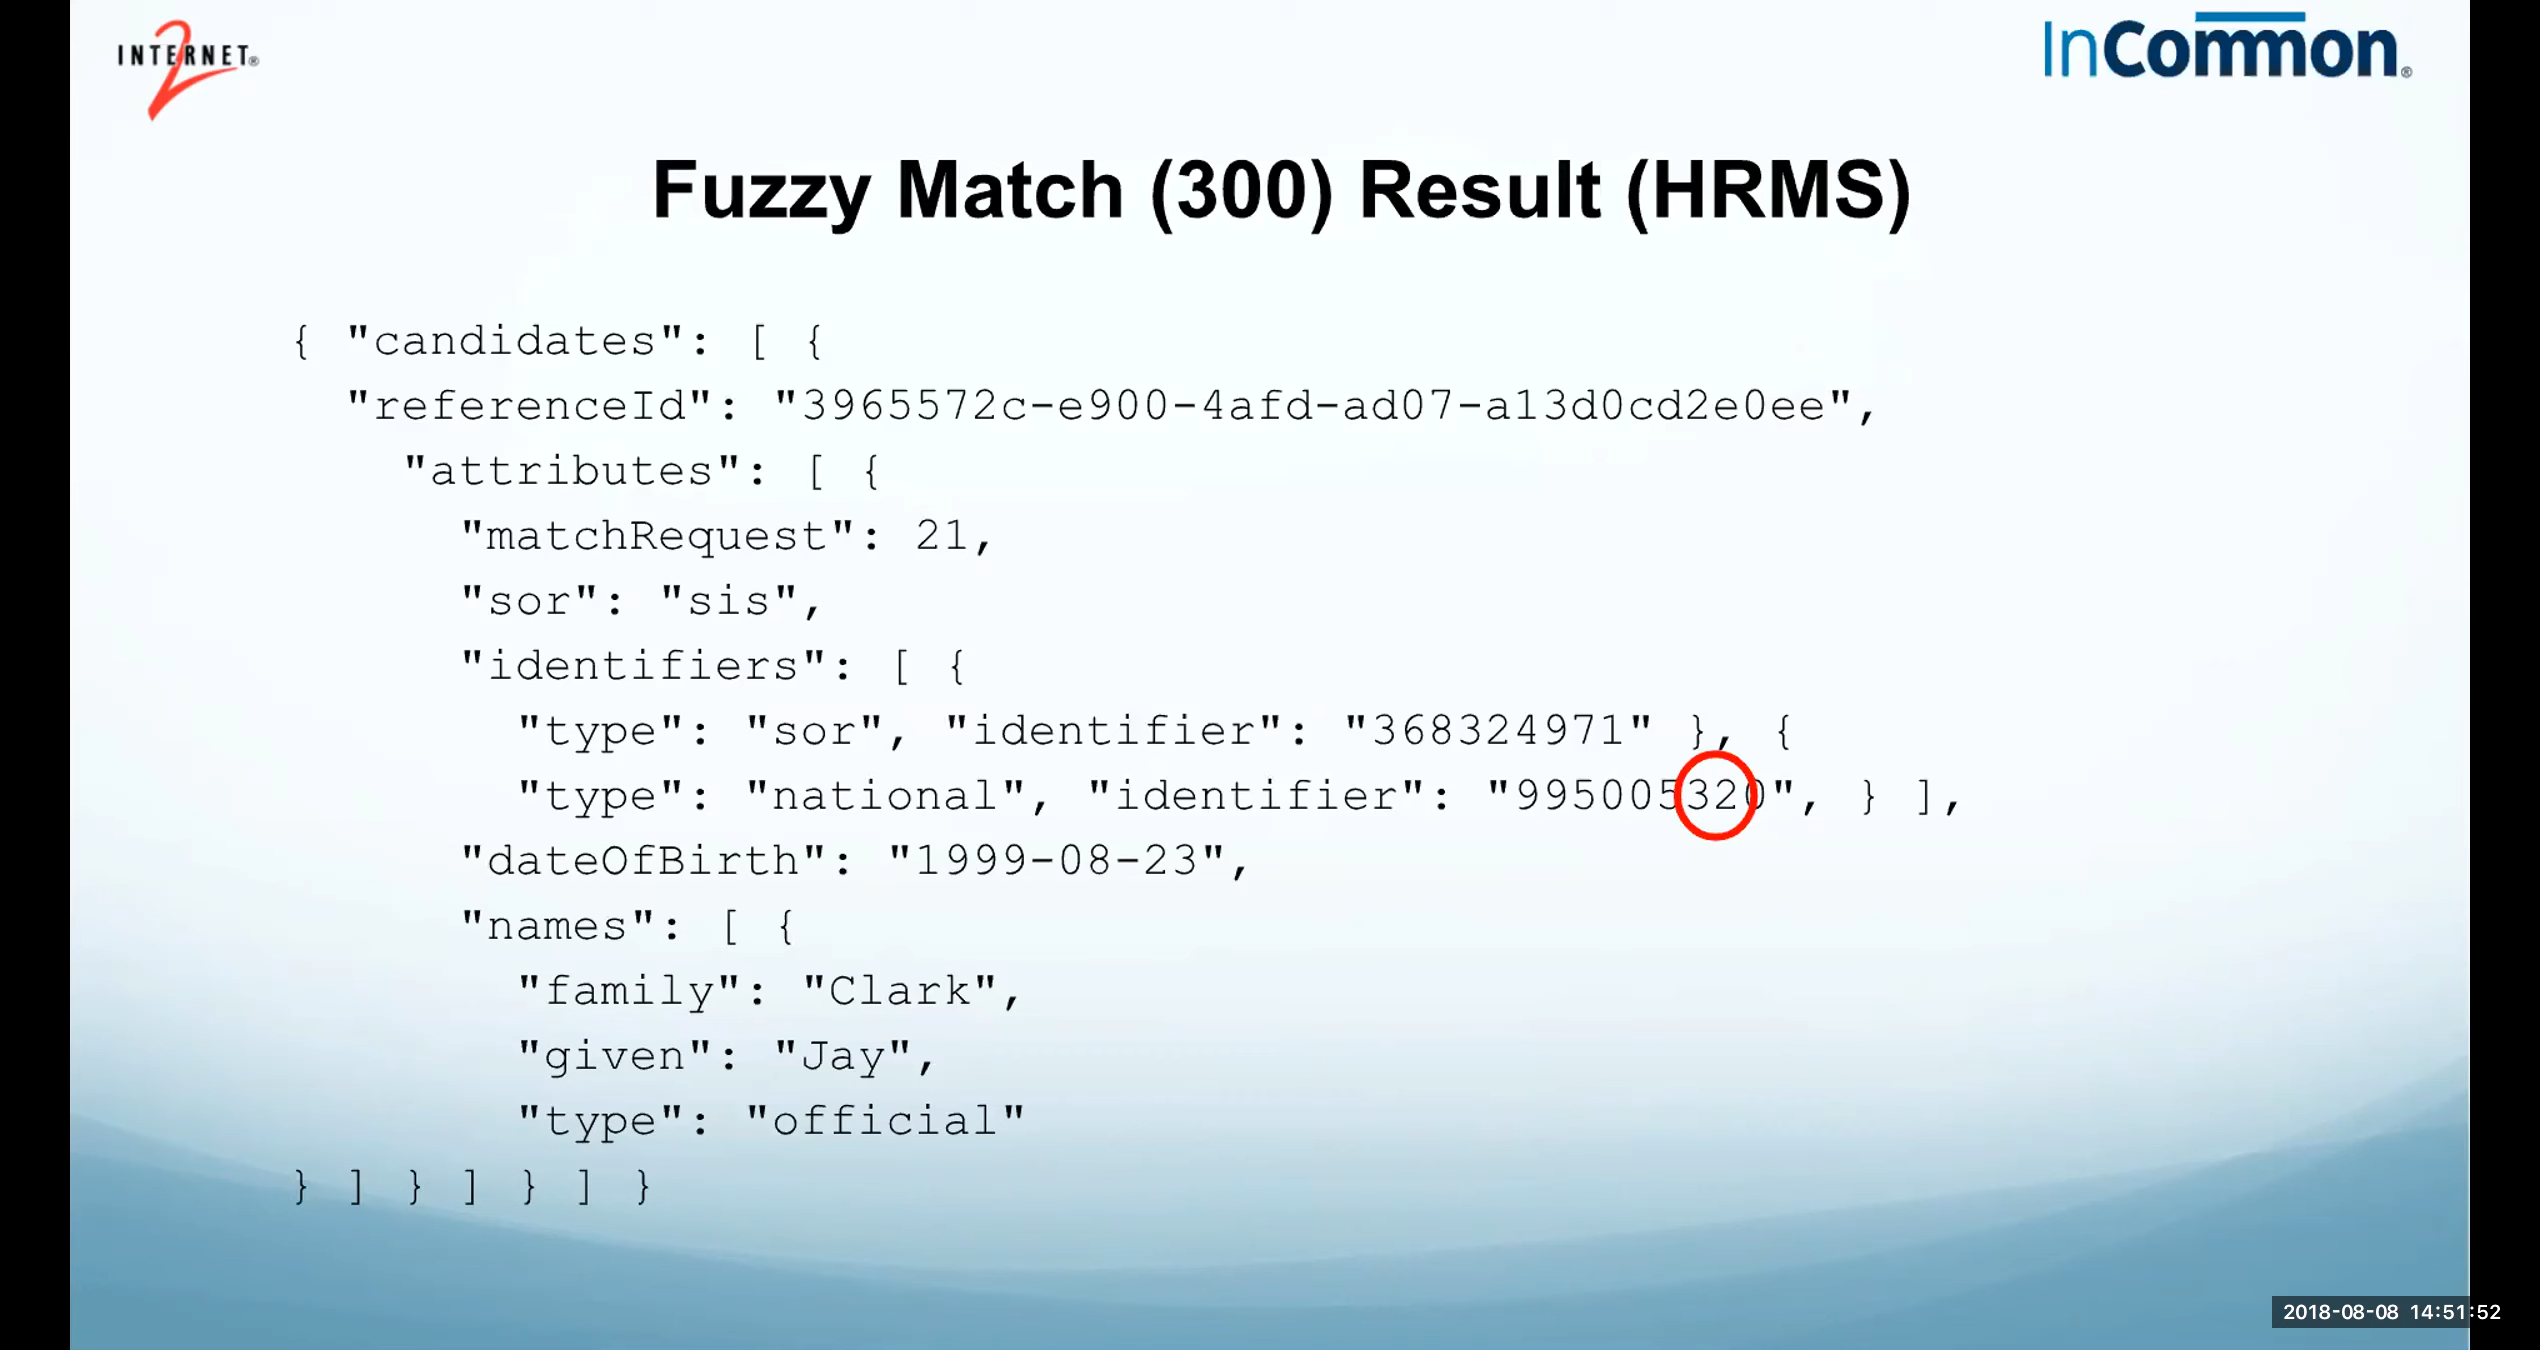 INTERNET®
2
InCommon®
Fuzzy Match (300) Result (HRMS)
{ "candidates": [ {
"referenceId": "3965572c-e900-4afd-ad07-a13d0cd2e0ee",
"attributes": [ {
"matchRequest": 21,
"sor": "sis",
"identifiers": [ {
"type": "sor", "identifier": "368324971" }, {
"type": "national", "identifier": "995005320", } ],
"dateOfBirth": "1999-08-23",
"names": [ {
"family": "Clark",
"given": "Jay",
"type": "official"
} ] } ] } ] }
2018-08-08 14:51:52